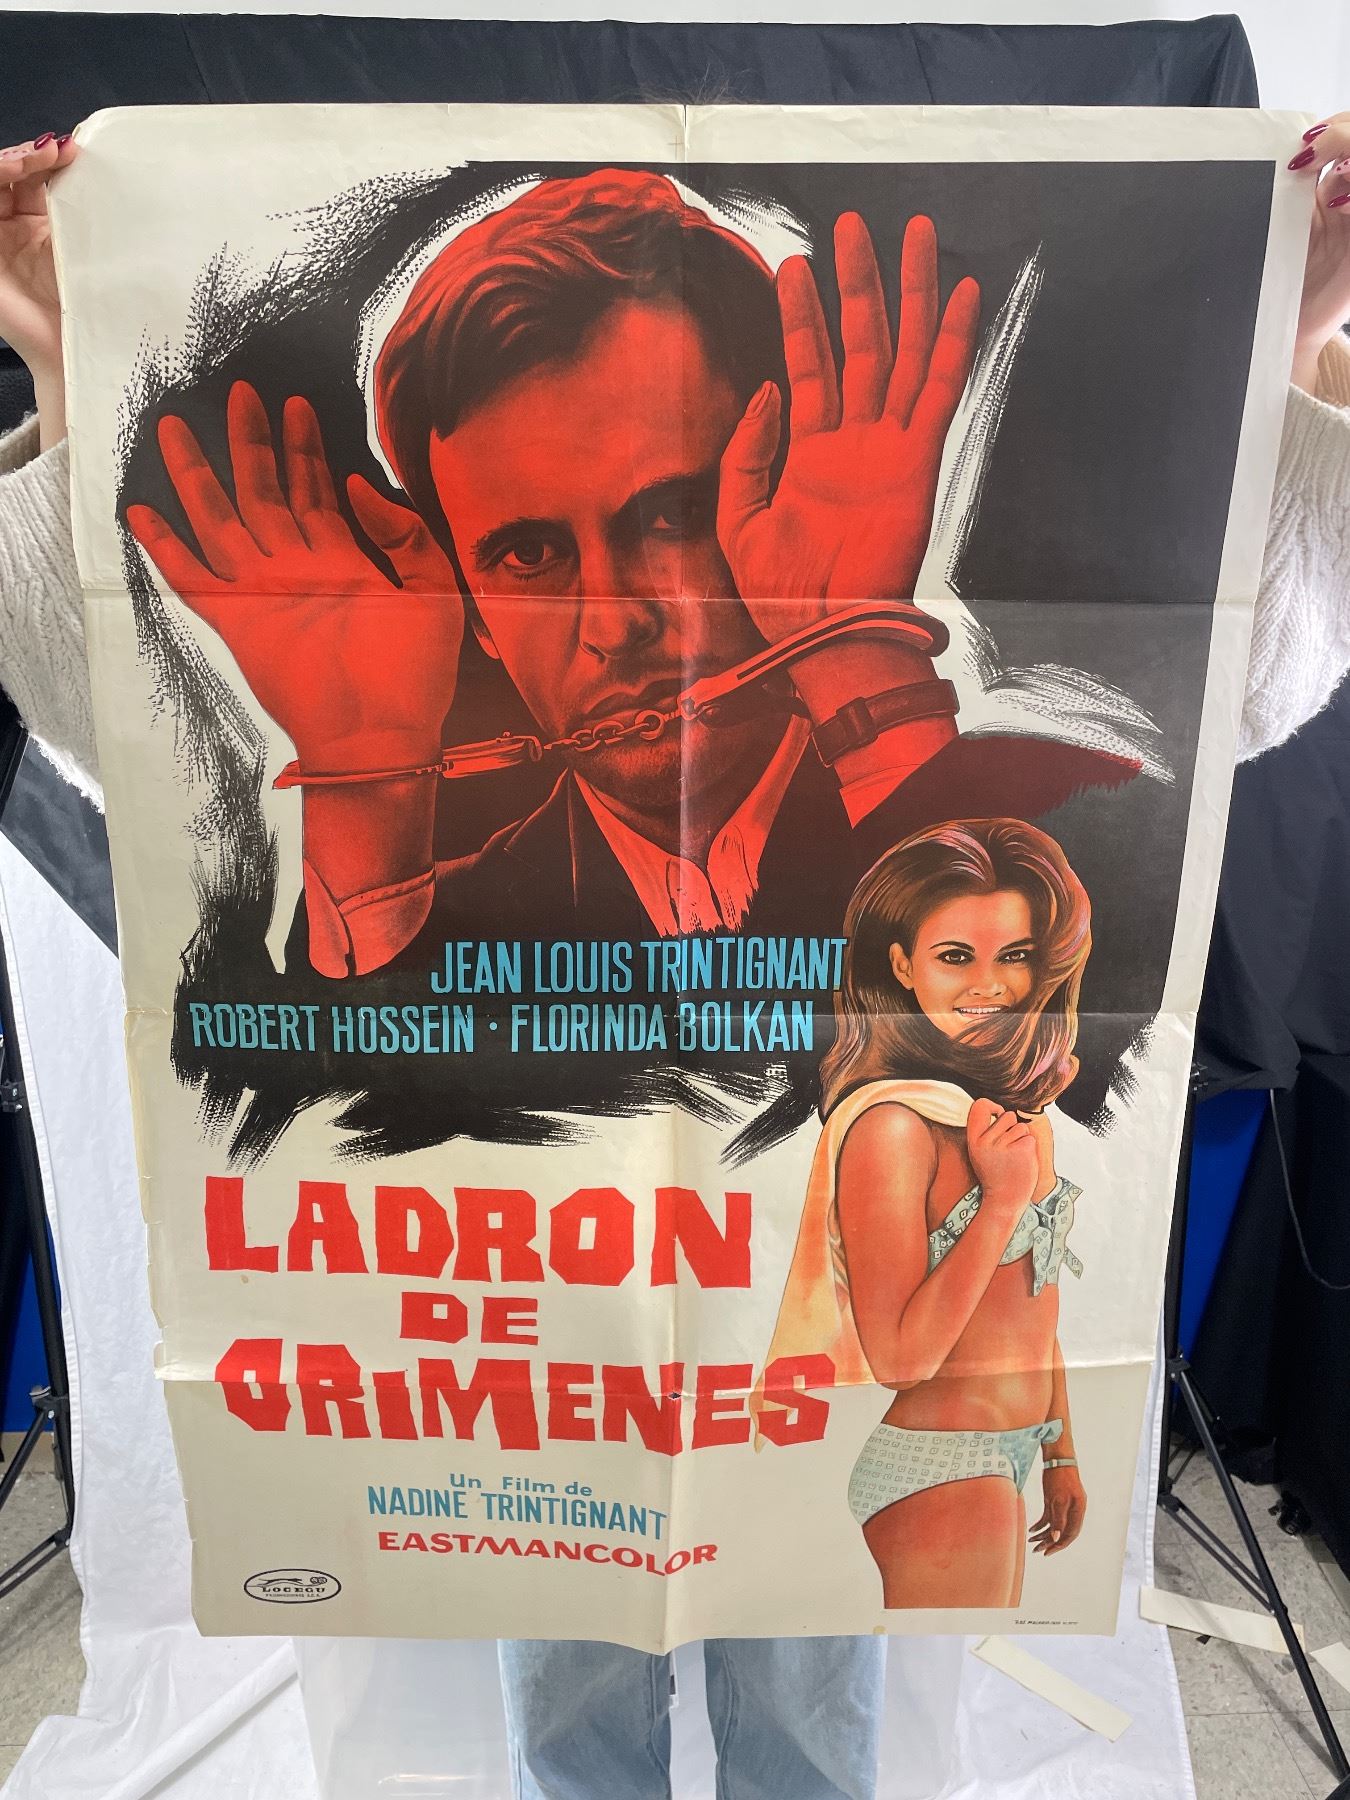 JEAN LOUIS TRINTIGNANT
ROBERT HOSSEIN · FLORINDA BOLKAN
LADRON
DE
CRiMENES
Un Film de
NADINE TRINTIGNANT
EASTMANCOLOR
LOCEGU